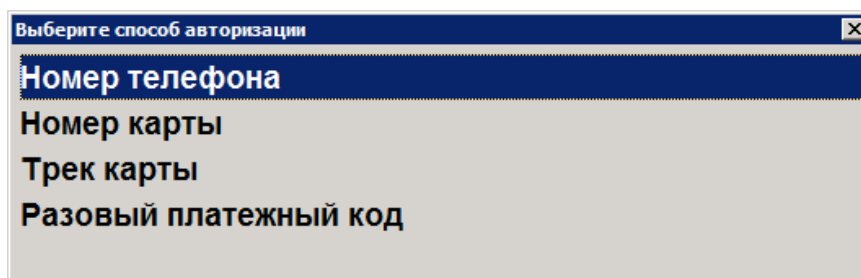 Выберите способ авторизации
Номер телефона
Номер карты
Трек карты
Разовый платежный код